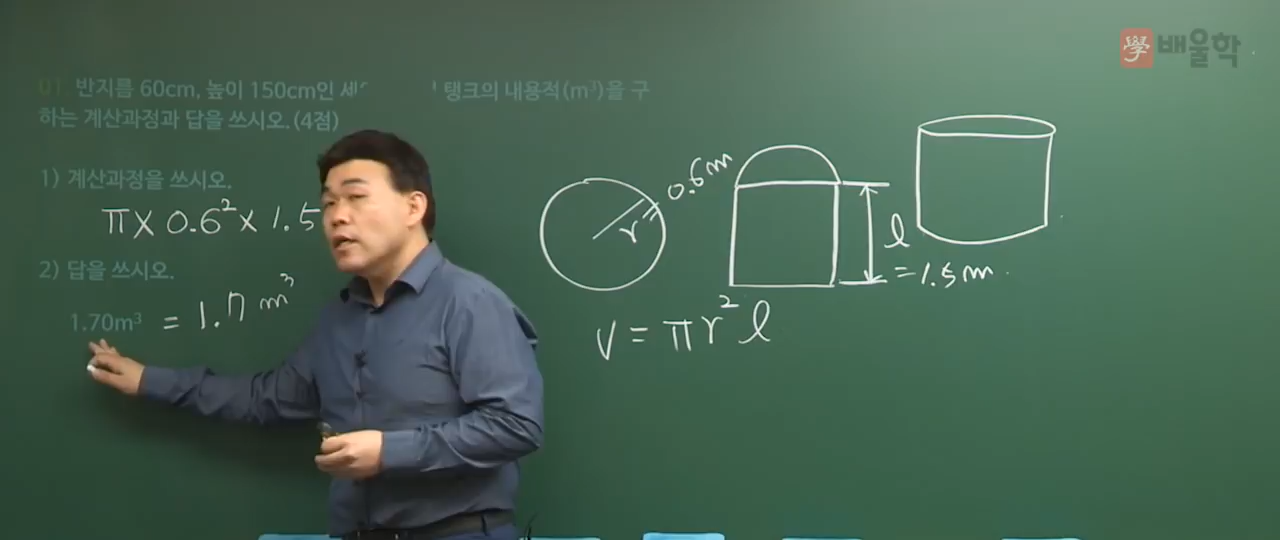 學 배울학
01 반지름 60cm, 높이 150cm인 세 탱크의 내용적(m³)을 구
하는 계산과정과 답을 쓰시오. (4점)
1) 계산과정을 쓰시오.
π× 0.6² × 1.5
2) 답을 쓰시오.
1.70m³ = 1.7 m³
r 0.6m
l
= 1.5m
V = πr² l